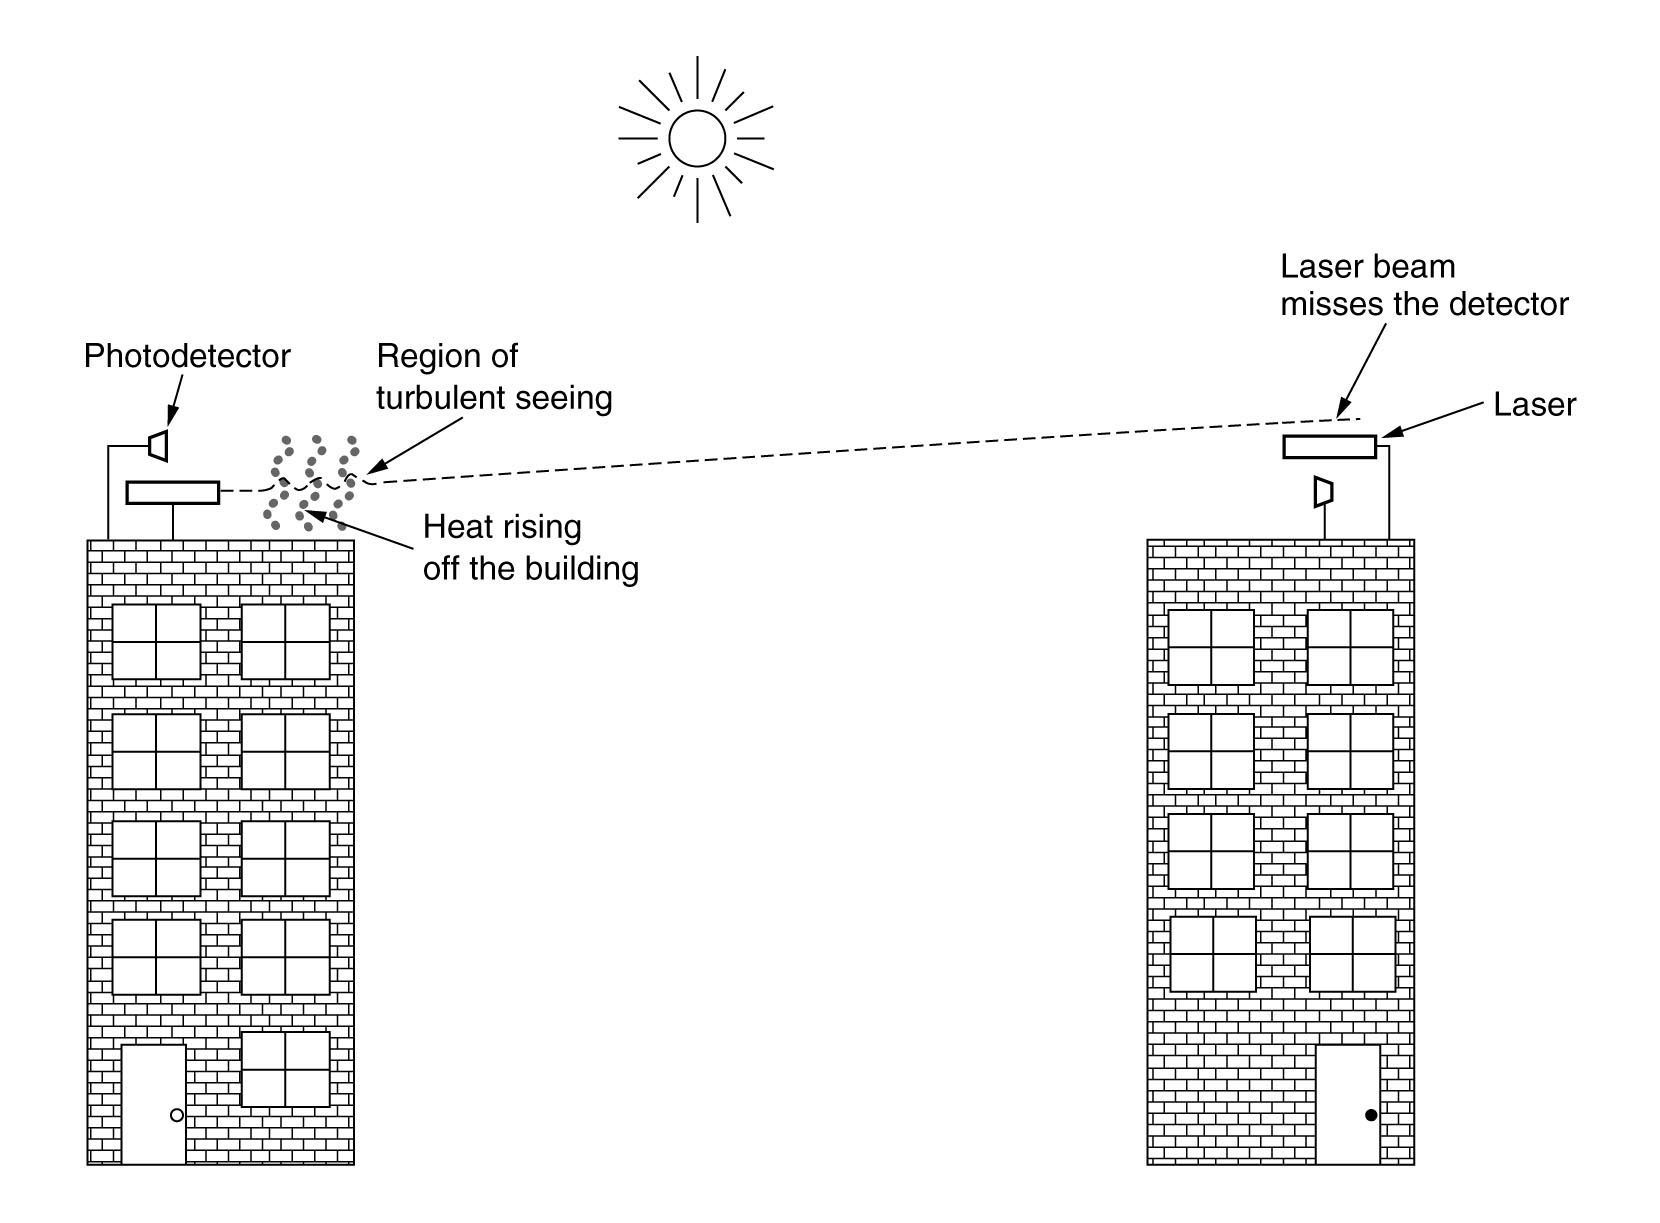 Laser beam
misses the detector
Photodetector
Region of
turbulent seeing
Laser
Heat rising
off the building